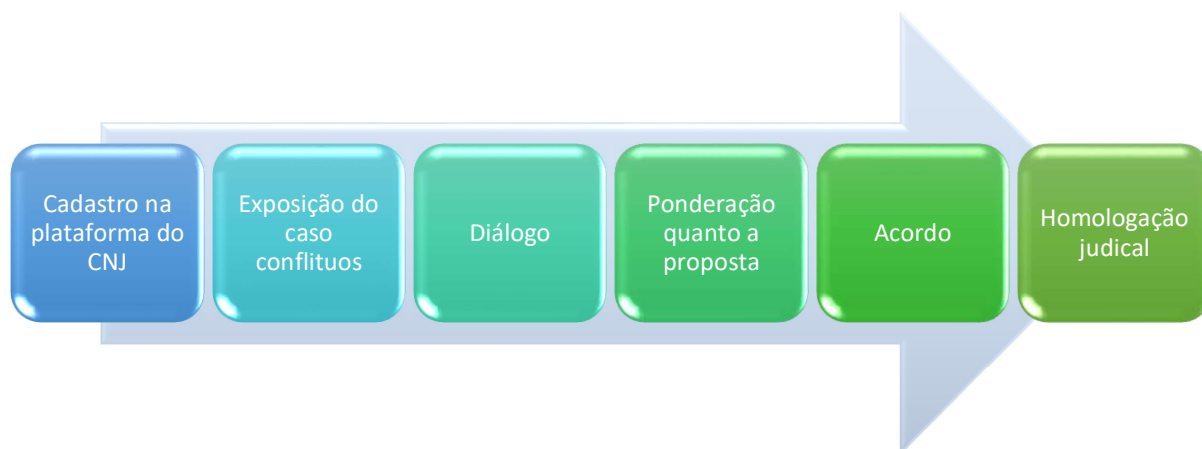 Cadastro na
plataforma do
CNJ
Exposição do
caso
conflituos
Diálogo
Ponderação
quanto a
proposta
Acordo
Homologação
judical